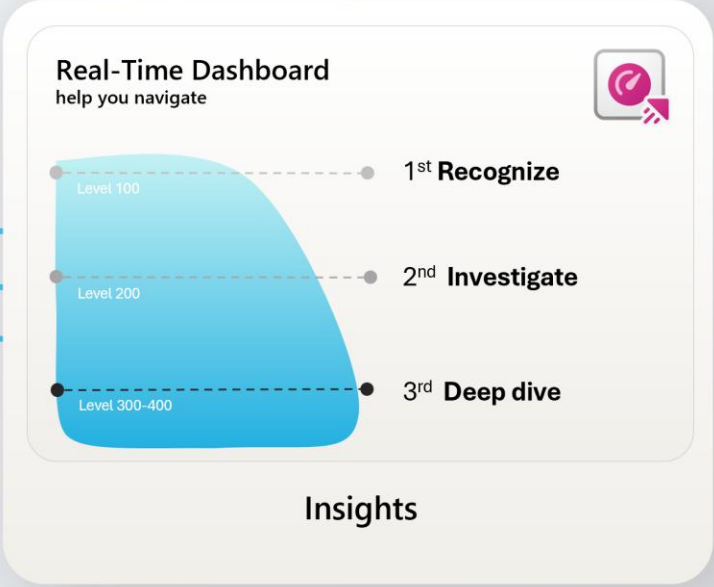 Real-Time Dashboard
help you navigate
Level 100
1st Recognize
Level 200
2nd Investigate
Level 300-400
3rd Deep dive
Insights